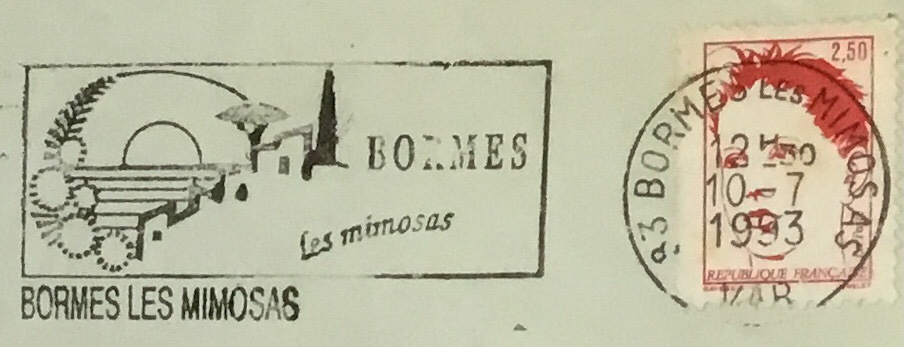 BORMES
les mimosas
BORMES LES MIMOSAS
2,50
83 BORMES LES MIMOSAS
12H 30
10-7
1993
VAR
REPUBLIQUE FRANÇAISE